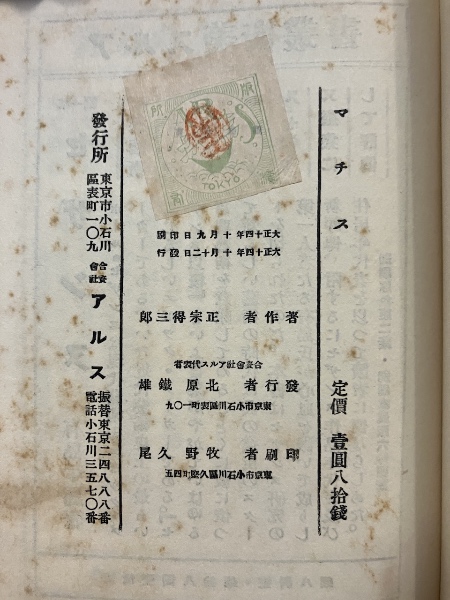 マチス
定價 壹圓八拾錢
大正十四年十月九日印刷
大正十四年十月十二日發行
著作者 正宗得三郎
合資會社アルス代表者
發行者 北原鐵雄
東京市小石川區表町一〇九
印刷者 牧野久尾
東京市小石川區久堅町四五
發行所
東京市小石川
區表町一〇九
合資
會社
アルス
振替東京二四八八八番
電話小石川三五七〇番
TOKYO